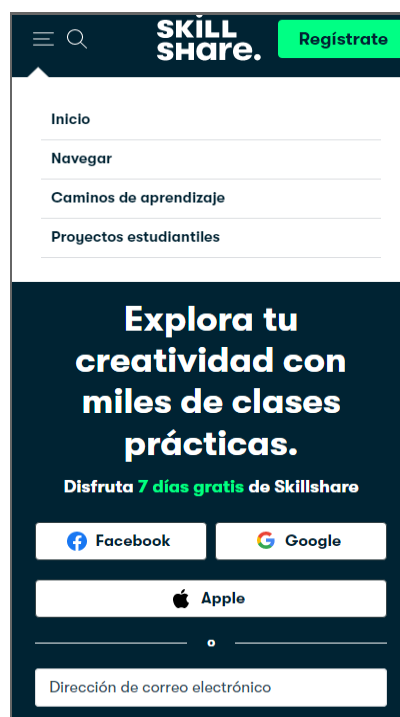 SKILL
SHare.
Regístrate
Inicio
Navegar
Caminos de aprendizaje
Proyectos estudiantiles
Explora tu
creatividad con
miles de clases
prácticas.
Disfruta 7 días gratis de Skillshare
Facebook
Google
Apple
o
Dirección de correo electrónico